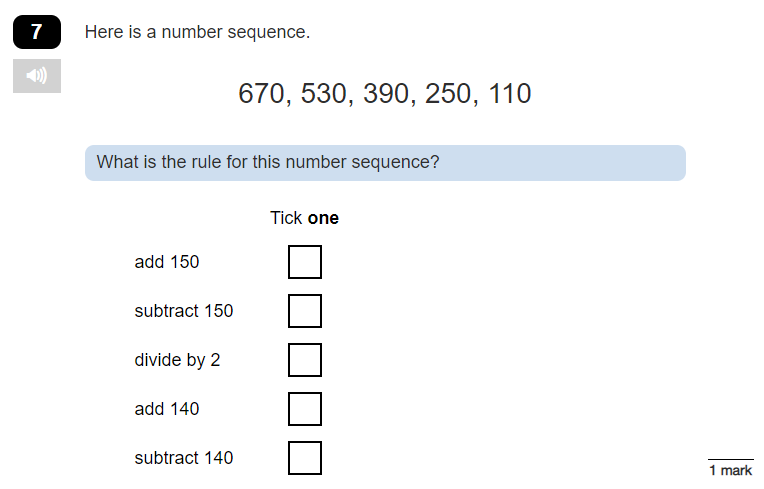 7
Here is a number sequence.
670, 530, 390, 250, 110
What is the rule for this number sequence?
Tick one
add 150
subtract 150
divide by 2
add 140
subtract 140
1 mark